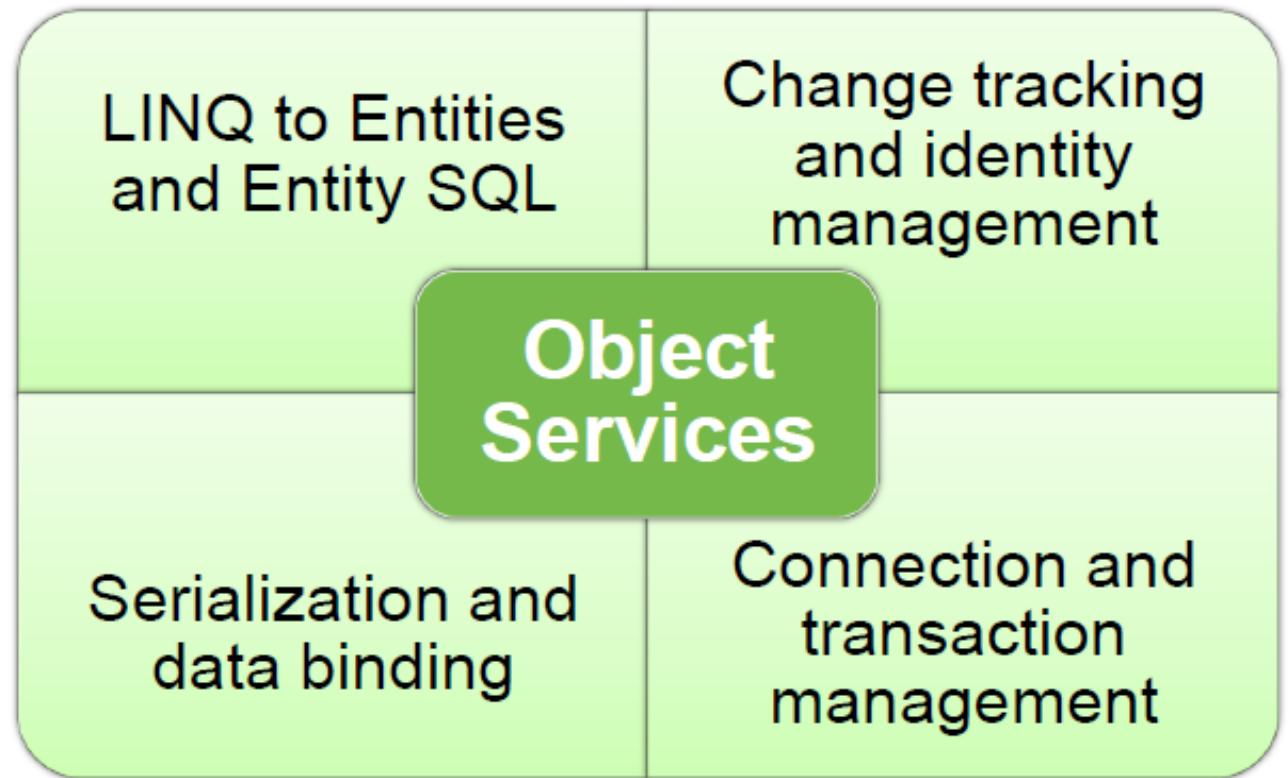 LINQ to Entities
and Entity SQL
Change tracking
and identity
management
Object
Services
Serialization and
data binding
Connection and
transaction
management